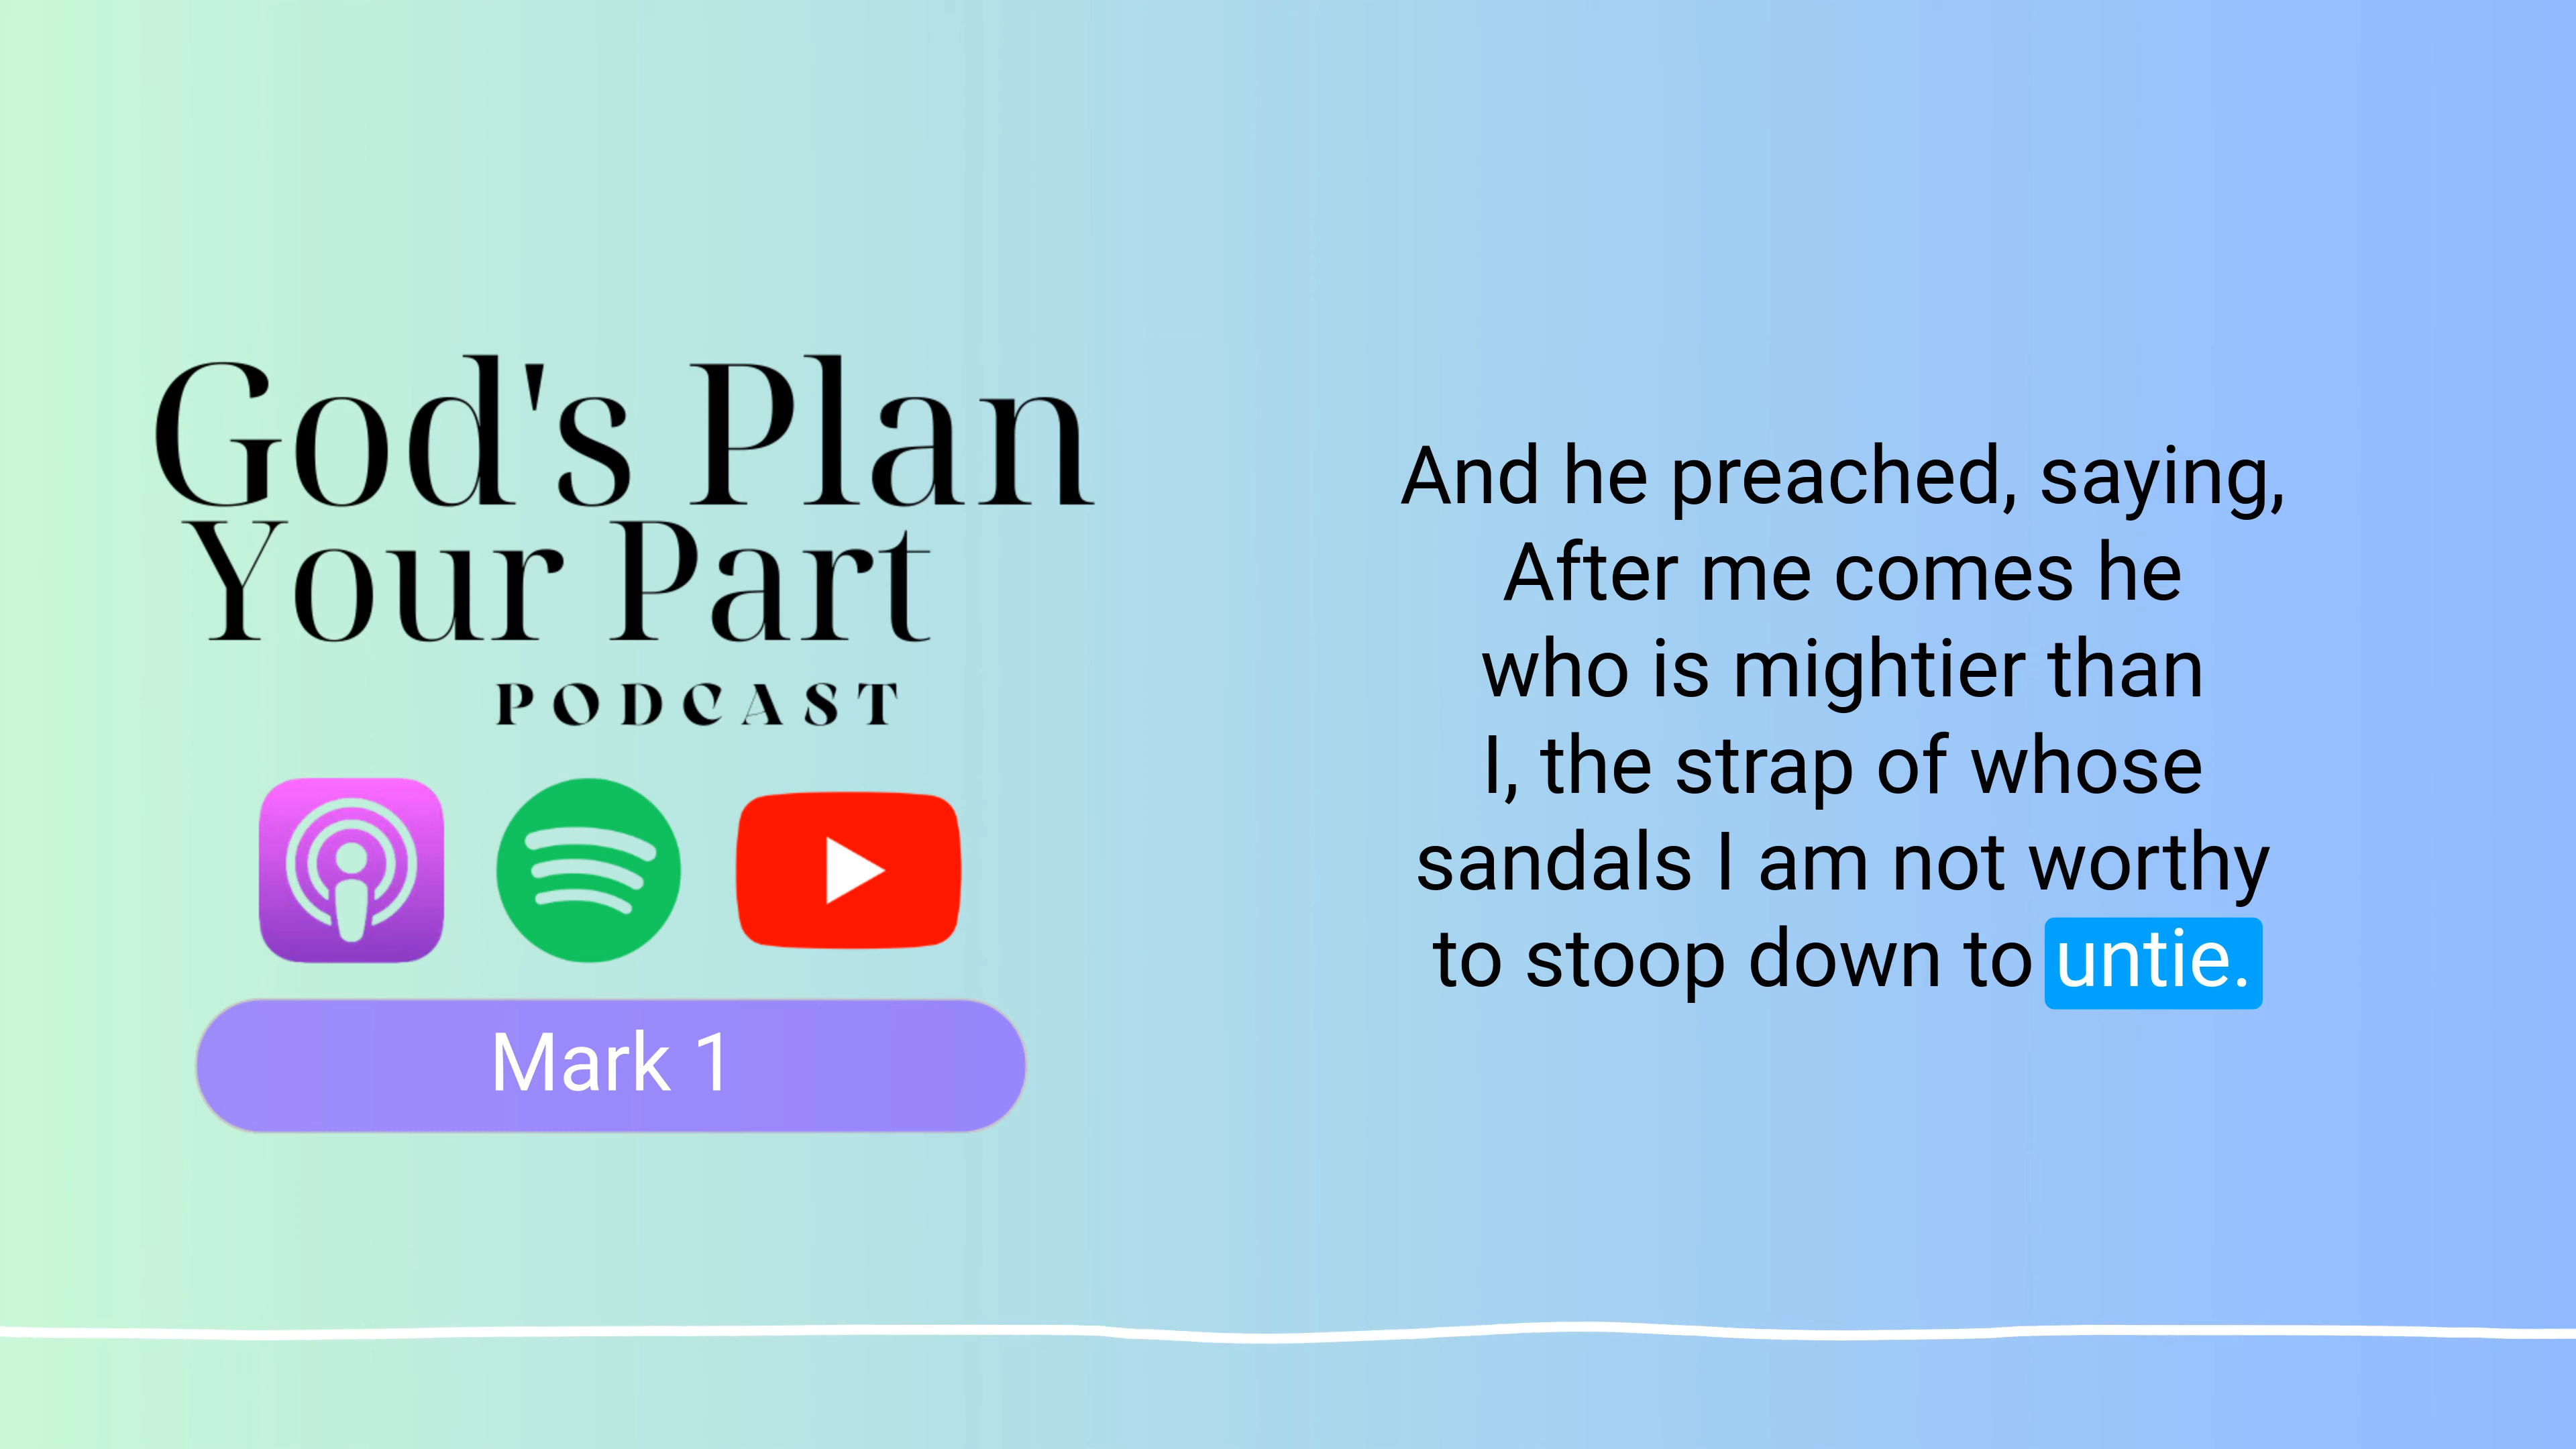 God's Plan
Your Part
PODCAST
Mark 1
And he preached, saying,
After me comes he
who is mightier than
I, the strap of whose
sandals I am not worthy
to stoop down to untie.